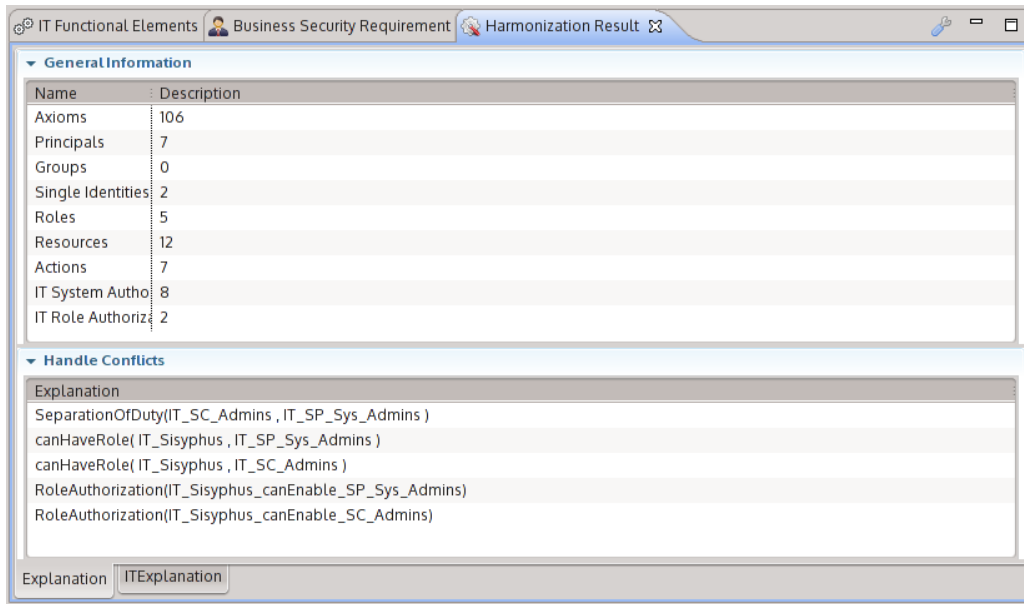 IT Functional Elements Business Security Requirement Harmonization Result
General Information
Name Description
Axioms 106
Principals 7
Groups 0
Single Identities 2
Roles 5
Resources 12
Actions 7
IT System Autho 8
IT Role Authoriza 2
Handle Conflicts
Explanation
SeparationOfDuty(IT_SC_Admins , IT_SP_Sys_Admins )
canHaveRole( IT_Sisyphus , IT_SP_Sys_Admins )
canHaveRole( IT_Sisyphus , IT_SC_Admins )
RoleAuthorization(IT_Sisyphus_canEnable_SP_Sys_Admins)
RoleAuthorization(IT_Sisyphus_canEnable_SC_Admins)
Explanation ITExplanation